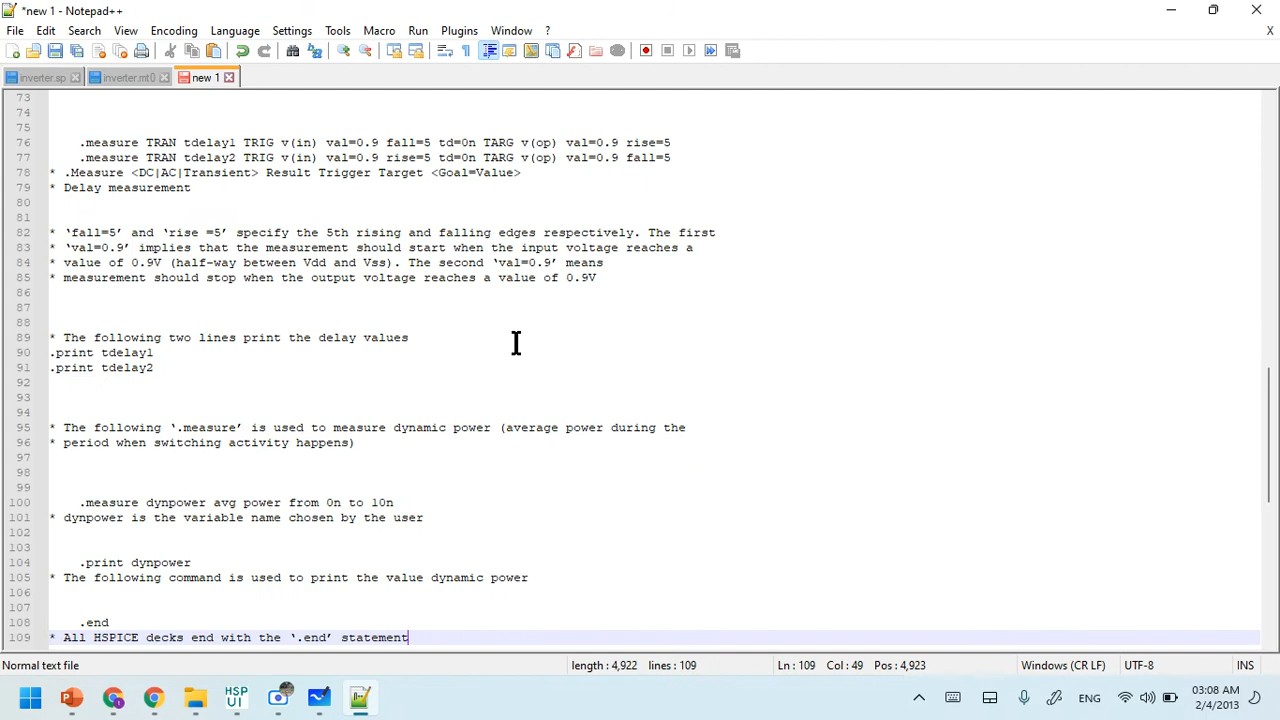 *new 1 - Notepad++
File Edit Search View Encoding Language Settings Tools Macro Run Plugins Window ?
X
inverter.sp inverter.mt0 new 1
73
74
75
76 .measure TRAN tdelay1 TRIG v(in) val=0.9 fall=5 td=0n TARG v(op) val=0.9 rise=5
77 .measure TRAN tdelay2 TRIG v(in) val=0.9 rise=5 td=0n TARG v(op) val=0.9 fall=5
78 * .Measure <DC|AC|Transient> Result Trigger Target <Goal=Value>
79 * Delay measurement
80
81
82 * ‘fall=5’ and ‘rise =5’ specify the 5th rising and falling edges respectively. The first
83 * ‘val=0.9’ implies that the measurement should start when the input voltage reaches a
84 * value of 0.9V (half-way between Vdd and Vss). The second ‘val=0.9’ means
85 * measurement should stop when the output voltage reaches a value of 0.9V
86
87
88
89 * The following two lines print the delay values
90 .print tdelay1
91 .print tdelay2
92
93
94
95 * The following ‘.measure’ is used to measure dynamic power (average power during the
96 * period when switching activity happens)
97
98
99
100 .measure dynpower avg power from 0n to 10n
101 * dynpower is the variable name chosen by the user
102
103
104 .print dynpower
105 * The following command is used to print the value dynamic power
106
107
108 .end
109 * All HSPICE decks end with the ‘.end’ statement
Normal text file length : 4,922 lines : 109 Ln : 109 Col : 49 Pos : 4,923 Windows (CR LF) UTF-8 INS
HSP UI
ENG
03:08 AM
2/4/2013